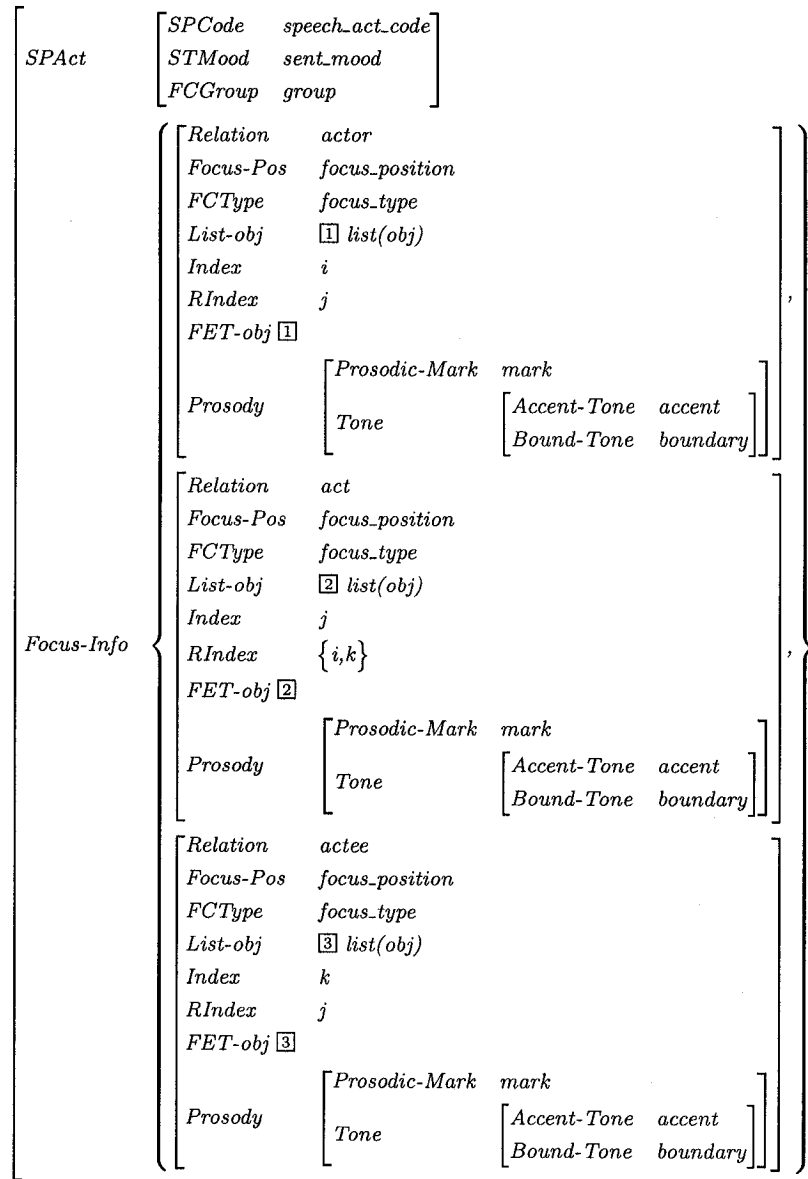 SPCode speech_act_code
SPAct STMood sent_mood
FCGroup group
Relation actor
Focus-Pos focus_position
FCType focus_type
List-obj 1 list(obj)
Index i
RIndex j
,
FET-obj 1
Prosodic-Mark mark
Prosody Tone Accent-Tone accent
Bound-Tone boundary
Relation act
Focus-Pos focus_position
FCType focus_type
List-obj 2 list(obj)
Index j
Focus-Info RIndex {i,k} ,
FET-obj 2
Prosodic-Mark mark
Prosody Tone Accent-Tone accent
Bound-Tone boundary
Relation actee
Focus-Pos focus_position
FCType focus_type
List-obj 3 list(obj)
Index k
RIndex j
FET-obj 3
Prosodic-Mark mark
Prosody Tone Accent-Tone accent
Bound-Tone boundary